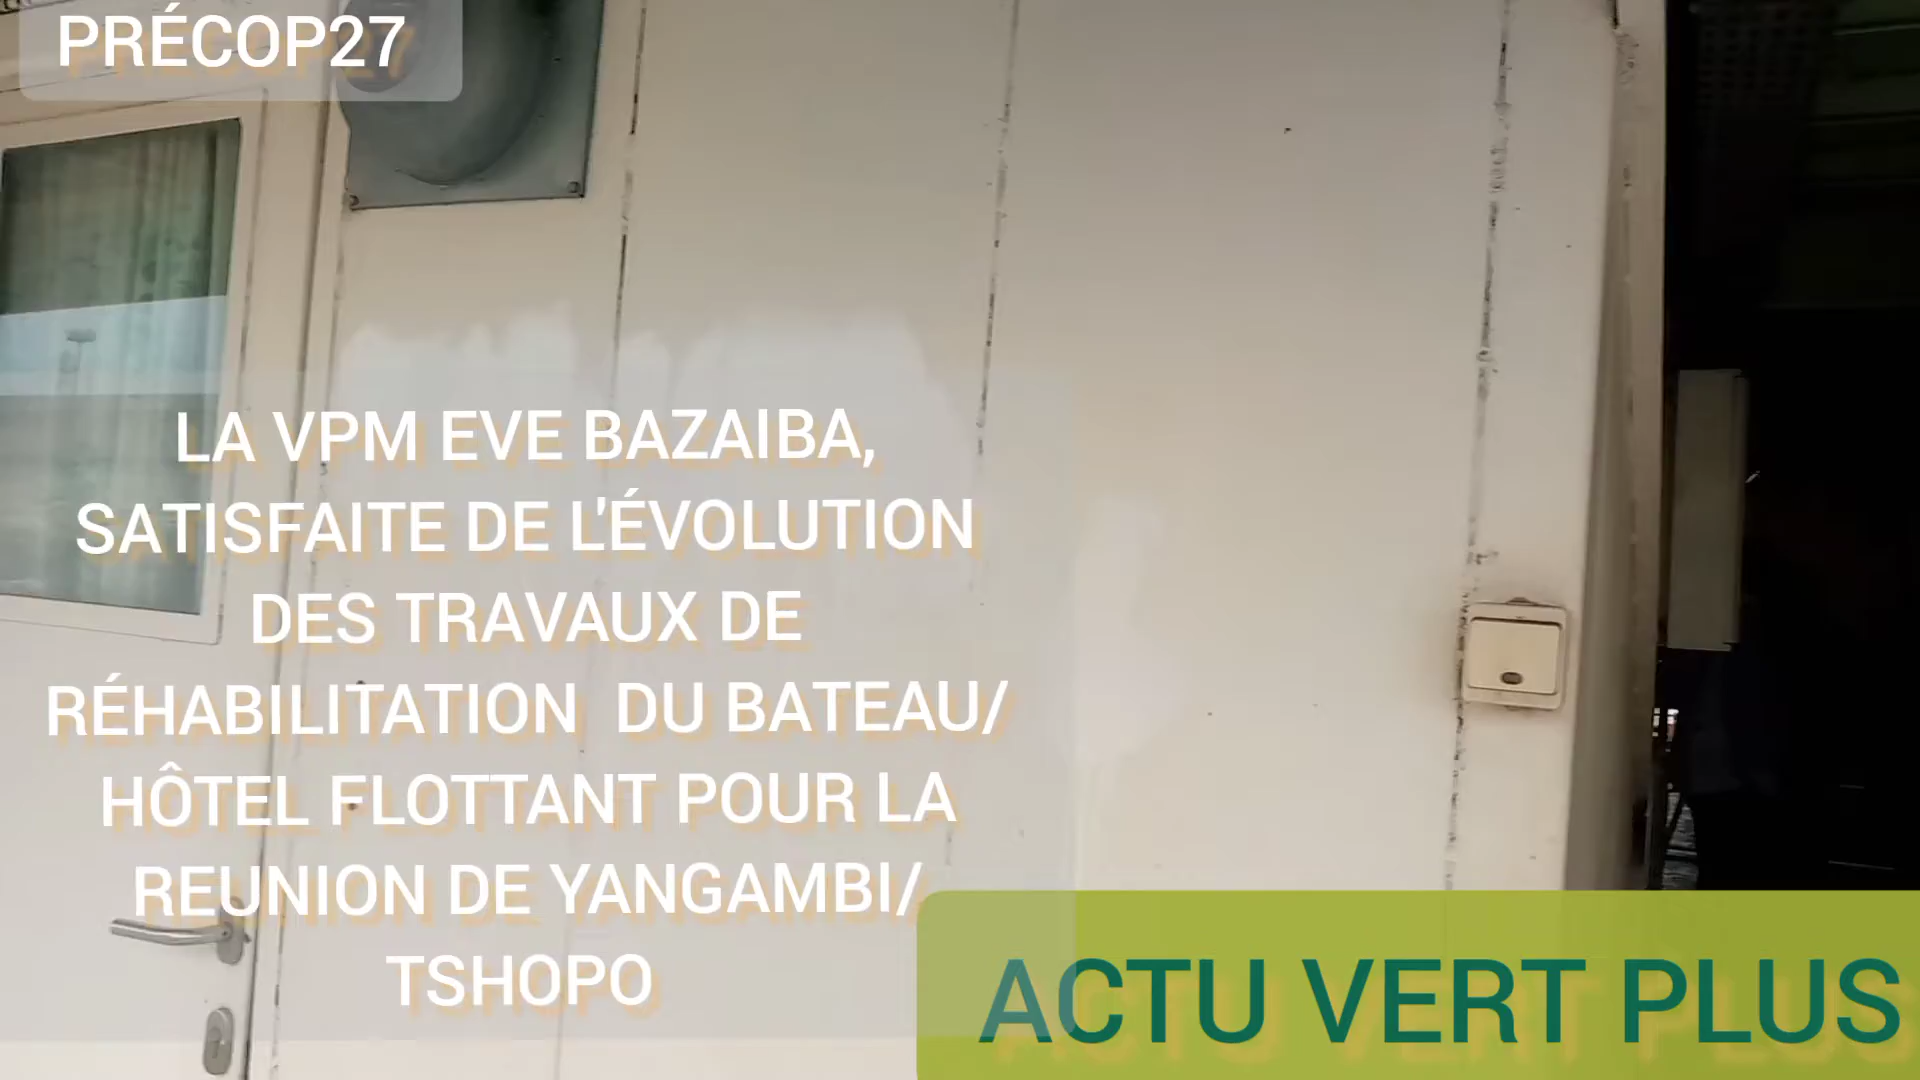 PRÉCOP27
LA VPM EVE BAZAIBA,
SATISFAITE DE L'ÉVOLUTION
DES TRAVAUX DE
RÉHABILITATION  DU BATEAU/
HÔTEL FLOTTANT POUR LA
REUNION DE YANGAMBI/
TSHOPO
ACTU VERT PLUS